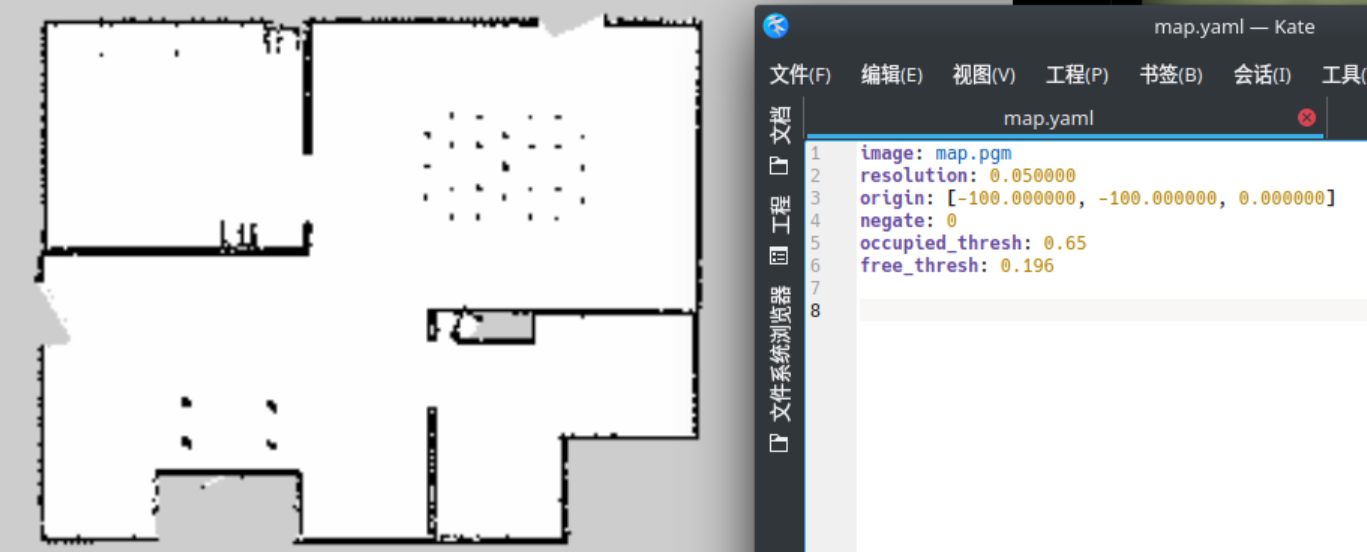 map.yaml — Kate
文件(F) 编辑(E) 视图(V) 工程(P) 书签(B) 会话(I) 工具(
map.yaml
文档
工程
文件系统浏览器
1 image: map.pgm
2 resolution: 0.050000
3 origin: [-100.000000, -100.000000, 0.000000]
4 negate: 0
5 occupied_thresh: 0.65
6 free_thresh: 0.196
7
8